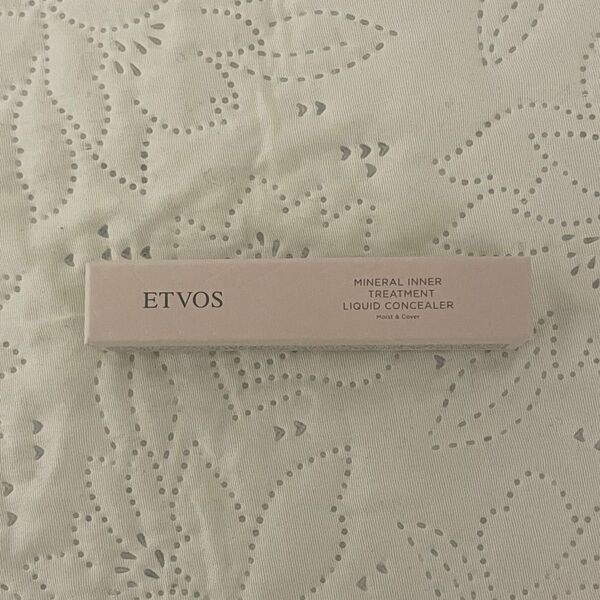 ETVOS
MINERAL INNER
TREATMENT
LIQUID CONCEALER
Moist & Cover